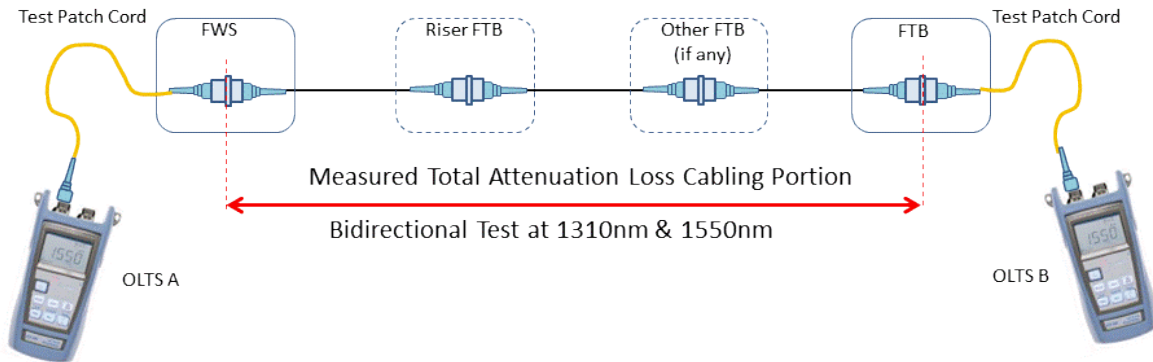 Test Patch Cord
FWS
Riser FTB
Other FTB
(if any)
FTB
Test Patch Cord
Measured Total Attenuation Loss Cabling Portion
Bidirectional Test at 1310nm & 1550nm
OLTS A
OLTS B
1550
1550